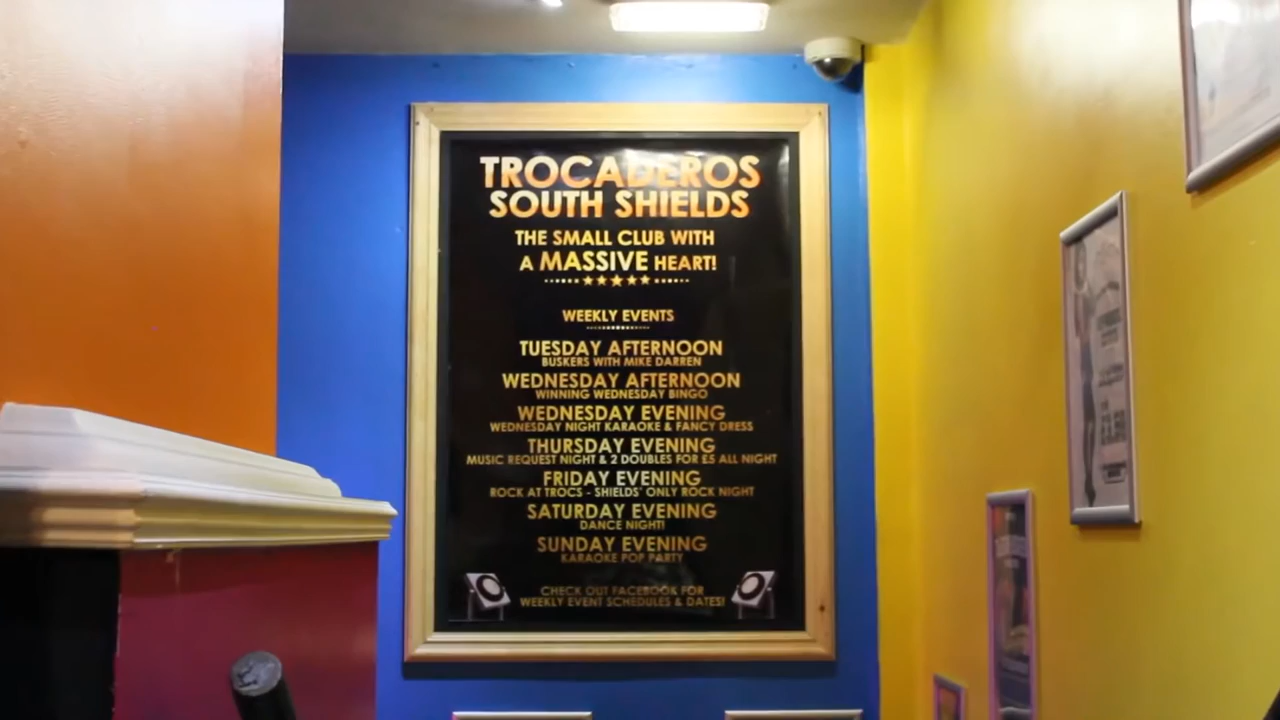 TROCADEROS
SOUTH SHIELDS
THE SMALL CLUB WITH
A MASSIVE HEART!
WEEKLY EVENTS
TUESDAY AFTERNOON
BUSKERS WITH MIKE DARREN
WEDNESDAY AFTERNOON
WINNING WEDNESDAY BINGO
WEDNESDAY EVENING
WEDNESDAY NIGHT KARAOKE & FANCY DRESS
THURSDAY EVENING
MUSIC REQUEST NIGHT & 2 DOUBLES FOR £5 ALL NIGHT
FRIDAY EVENING
ROCK AT TROCS - SHIELDS' ONLY ROCK NIGHT
SATURDAY EVENING
DANCE NIGHT!
SUNDAY EVENING
KARAOKE POP PARTY
CHECK OUT FACEBOOK FOR
WEEKLY EVENT SCHEDULES & DATES!